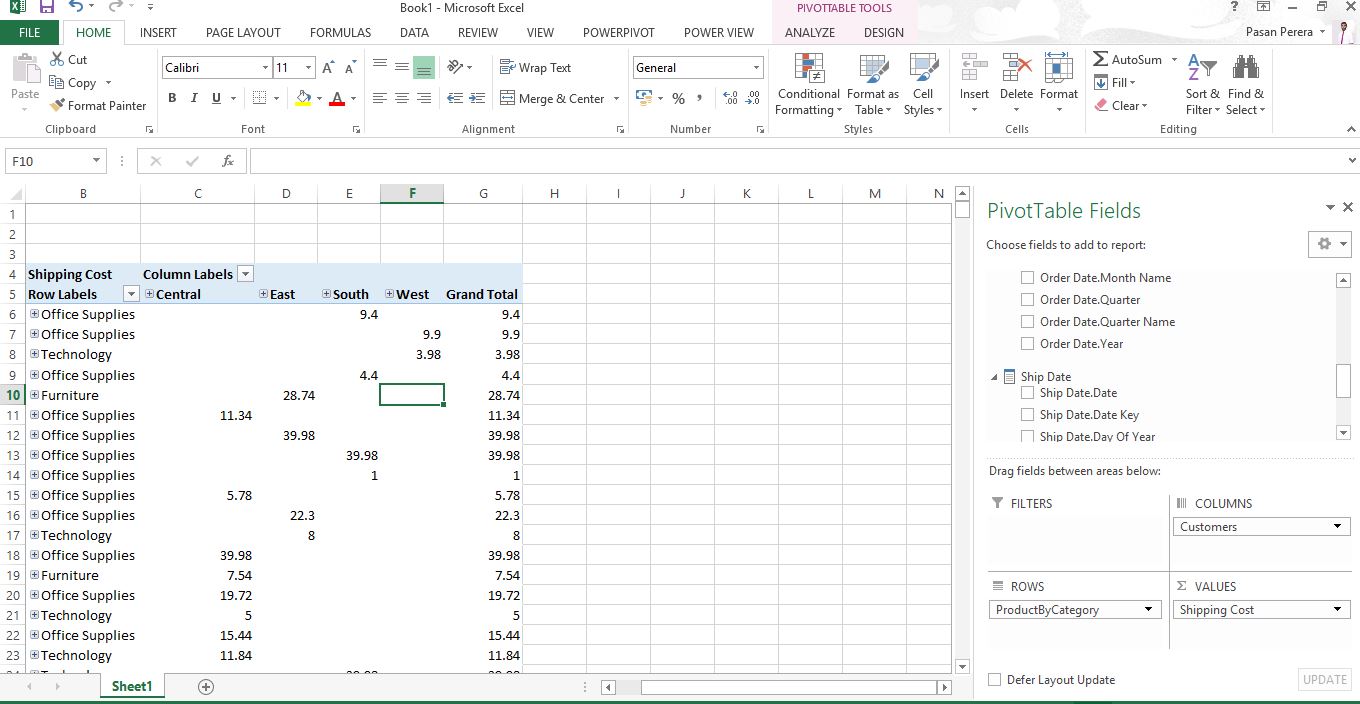 Book1 - Microsoft Excel
PIVOTTABLE TOOLS
?
FILE HOME INSERT PAGE LAYOUT FORMULAS DATA REVIEW VIEW POWERPIVOT POWER VIEW ANALYZE DESIGN
Pasan Perera
Paste
Cut
Copy
Format Painter
Clipboard
Calibri 11
B I U
Font
Wrap Text
Merge & Center
Alignment
General
Number
Conditional Formatting
Format as Table
Cell Styles
Styles
Insert Delete Format
Cells
AutoSum
Fill
Clear
Sort & Filter
Find & Select
Editing
F10
fx
B C D E F G H I J K L M N
1
2
3
4 Shipping Cost Column Labels
5 Row Labels Central East South West Grand Total
6 Office Supplies 9.4 9.4
7 Office Supplies 9.9 9.9
8 Technology 3.98 3.98
9 Office Supplies 4.4 4.4
10 Furniture 28.74 28.74
11 Office Supplies 11.34 11.34
12 Office Supplies 39.98 39.98
13 Office Supplies 39.98 39.98
14 Office Supplies 1 1
15 Office Supplies 5.78 5.78
16 Office Supplies 22.3 22.3
17 Technology 8 8
18 Office Supplies 39.98 39.98
19 Furniture 7.54 7.54
20 Office Supplies 19.72 19.72
21 Technology 5 5
22 Office Supplies 15.44 15.44
23 Technology 11.84 11.84
Sheet1
PivotTable Fields
Choose fields to add to report:
Order Date.Month Name
Order Date.Quarter
Order Date.Quarter Name
Order Date.Year
Ship Date
Ship Date.Date
Ship Date.Date Key
Ship Date.Day Of Year
Drag fields between areas below:
FILTERS
COLUMNS
Customers
ROWS
ProductByCategory
VALUES
Shipping Cost
Defer Layout Update
UPDATE